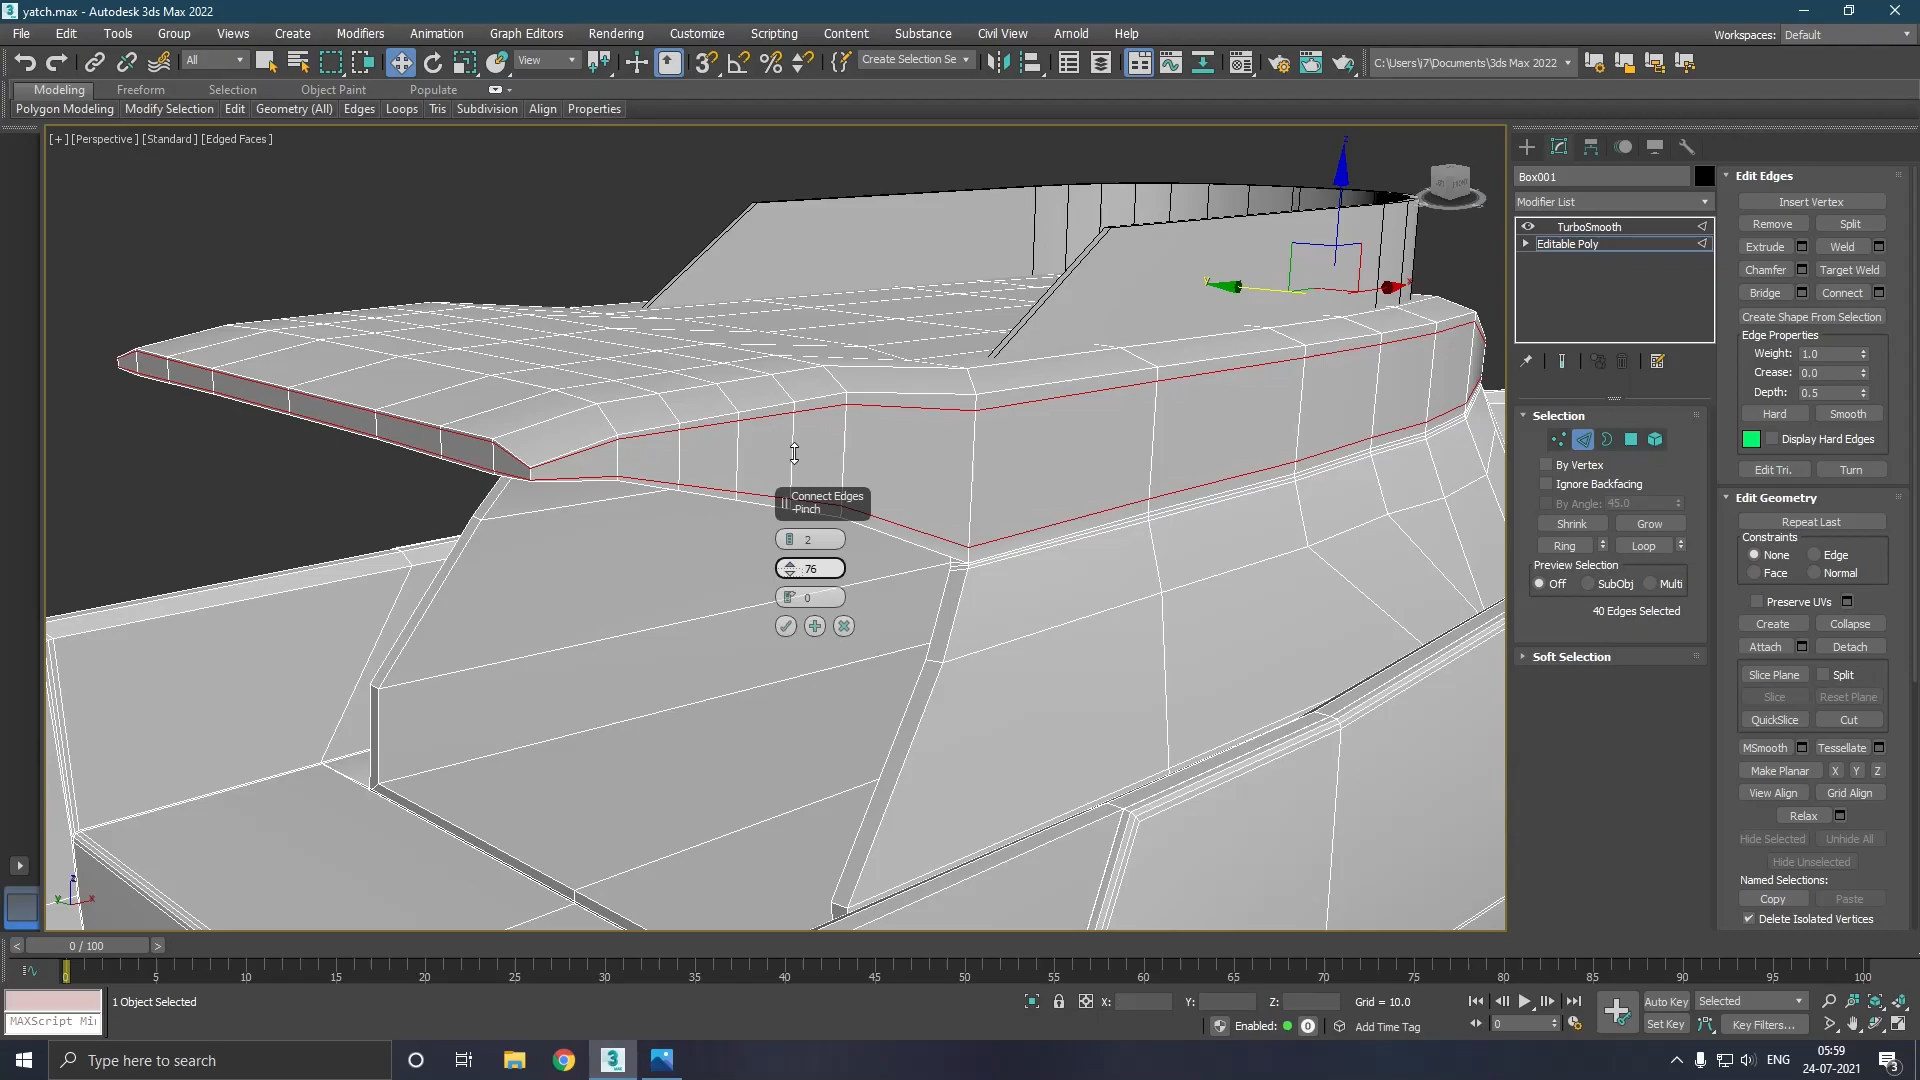 yatch.max - Autodesk 3ds Max 2022
File Edit Tools Group Views Create Modifiers Animation Graph Editors Rendering Customize Scripting Content Substance Civil View Arnold Help
Workspaces: Default
All View Create Selection Se C:\Users\i7\Documents\3ds Max 2022
Modeling Freeform Selection Object Paint Populate
Polygon Modeling Modify Selection Edit Geometry (All) Edges Loops Tris Subdivision Align Properties
[+] [Perspective] [Standard] [Edged Faces]
Connect Edges
-Pinch
2
76
0
Box001
Modifier List
TurboSmooth
Editable Poly
Selection
By Vertex
Ignore Backfacing
By Angle: 45.0
Shrink Grow
Ring Loop
Preview Selection
Off SubObj Multi
40 Edges Selected
Soft Selection
Edit Edges
Insert Vertex
Remove Split
Extrude Weld
Chamfer Target Weld
Bridge Connect
Create Shape From Selection
Edge Properties
Weight: 1.0
Crease: 0.0
Depth: 0.5
Hard Smooth
Display Hard Edges
Edit Tri. Turn
Edit Geometry
Repeat Last
Constraints
None Edge
Face Normal
Preserve UVs
Create Collapse
Attach Detach
Slice Plane Split
Slice Reset Plane
QuickSlice Cut
MSmooth Tessellate
Make Planar X Y Z
View Align Grid Align
Relax
Hide Selected Unhide All
Hide Unselected
Named Selections:
Copy Paste
Delete Isolated Vertices
z
y x
< 0 / 100 >
0 5 10 15 20 25 30 35 40 45 50 55 60 65 70 75 80 85 90 95 100
1 Object Selected
MAXScript Mi
X: Y: Z: Grid = 10.0
Enabled: 0 Add Time Tag
0
Auto Key Selected
Set Key Key Filters...
Type here to search
ENG
05:59
24-07-2021
3